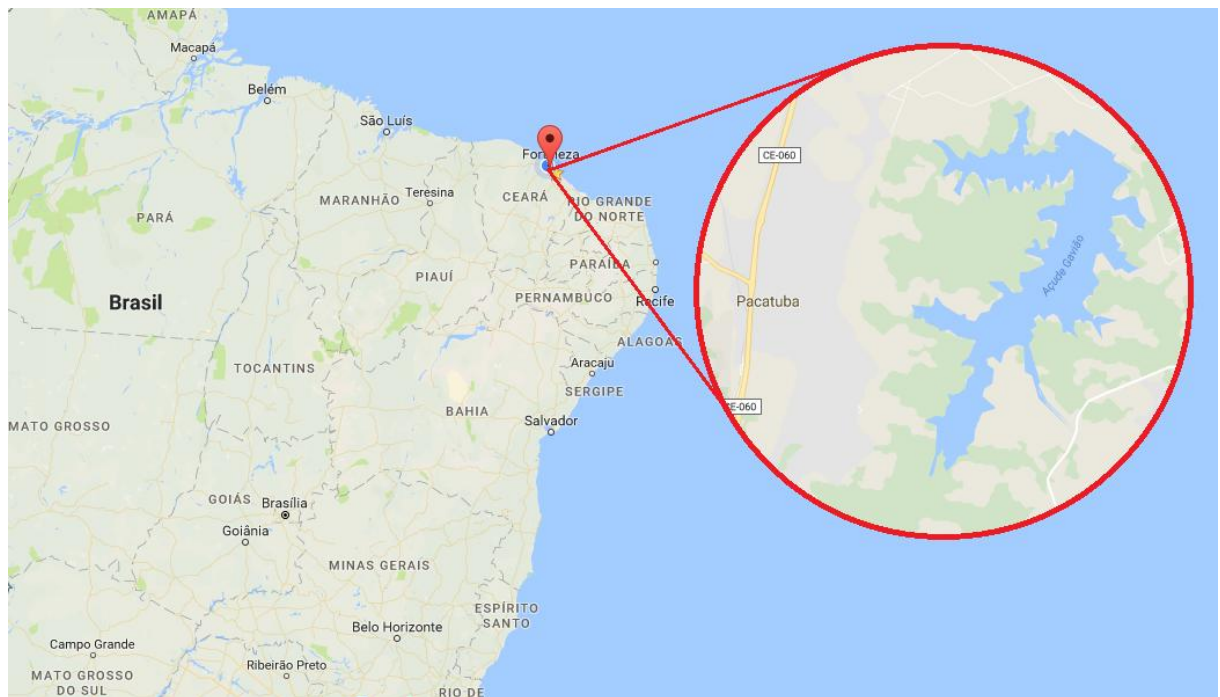 AMAPÁ
Macapá
Belém
São Luís
Fortaleza
MARANHÃO
Teresina
CEARÁ
RIO GRANDE
DO NORTE
PARÁ
PARAÍBA
PIAUÍ
PERNAMBUCO
Racife
Brasil
ALAGOAS
TOCANTINS
Aracaju
SERGIPE
BAHIA
Salvador
MATO GROSSO
GOIÁS
Brasília
Goiânia
MINAS GERAIS
ESPÍRITO
SANTO
Belo Horizonte
Campo Grande
Ribeirão Preto
MATO GROSSO
DO SUL
RIO DE
CE-060
Açude Gavião
Pacatuba
CE-060